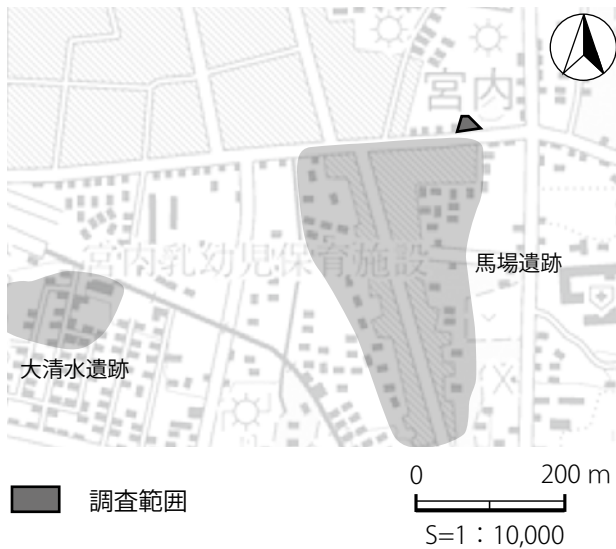 宮内
宮内乳幼児保育施設
馬場遺跡
大清水遺跡
調査範囲
0 200 m
S=1：10,000